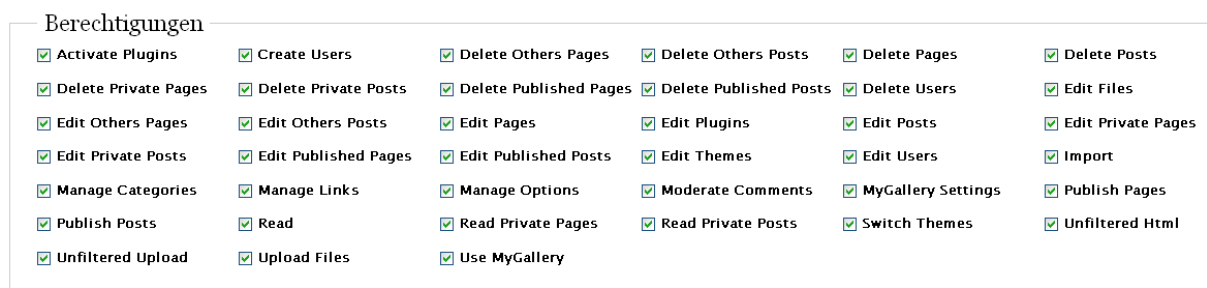 Berechtigungen
Activate Plugins Create Users Delete Others Pages Delete Others Posts Delete Pages Delete Posts
Delete Private Pages Delete Private Posts Delete Published Pages Delete Published Posts Delete Users Edit Files
Edit Others Pages Edit Others Posts Edit Pages Edit Plugins Edit Posts Edit Private Pages
Edit Private Posts Edit Published Pages Edit Published Posts Edit Themes Edit Users Import
Manage Categories Manage Links Manage Options Moderate Comments MyGallery Settings Publish Pages
Publish Posts Read Read Private Pages Read Private Posts Switch Themes Unfiltered Html
Unfiltered Upload Upload Files Use MyGallery